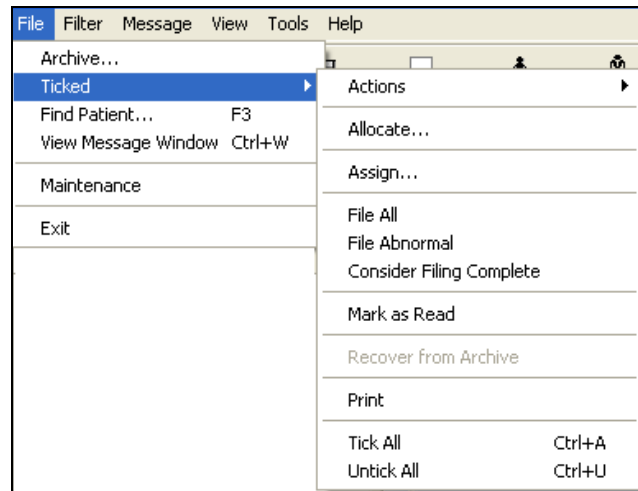 File Filter Message View Tools Help
Archive...
Ticked
Find Patient... F3
View Message Window Ctrl+W
Maintenance
Exit
Actions
Allocate...
Assign...
File All
File Abnormal
Consider Filing Complete
Mark as Read
Recover from Archive
Print
Tick All Ctrl+A
Untick All Ctrl+U